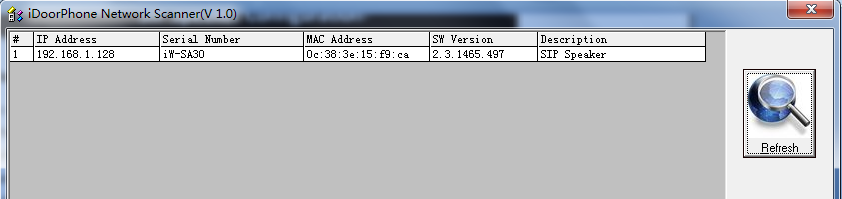 iDoorPhone Network Scanner(V 1.0)
# IP Address Serial Number MAC Address SW Version Description
1 192.168.1.128 iW-SA30 0c:38:3e:15:f9:ca 2.3.1465.497 SIP Speaker
Refresh